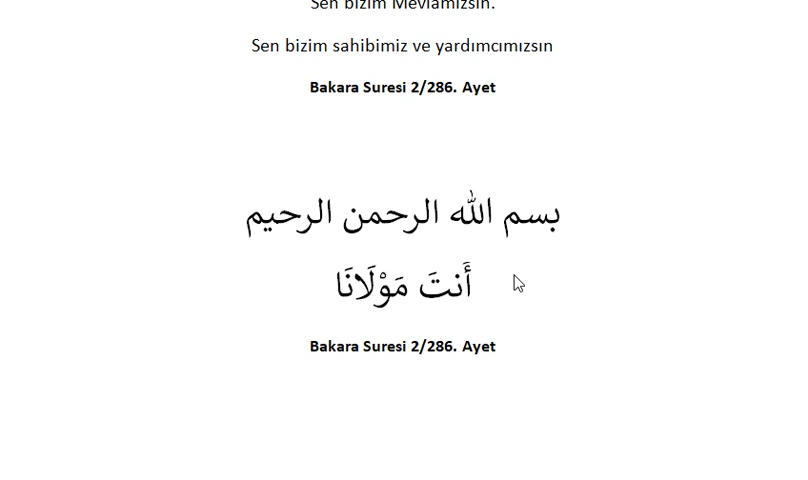 Sen bizim Mevlamızsın.
Sen bizim sahibimiz ve yardımcımızsın
Bakara Suresi 2/286. Ayet
بسم الله الرحمن الرحيم
أَنتَ مَوْلَانَا
Bakara Suresi 2/286. Ayet